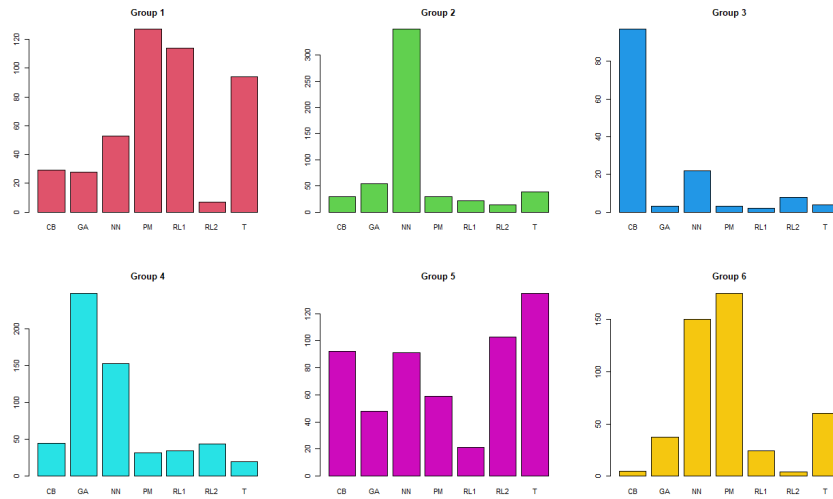 Group 1
120
100
80
60
40
20
0
CB GA NN PM RL1 RL2 T
Group 2
300
250
200
150
100
50
0
CB GA NN PM RL1 RL2 T
Group 3
80
60
40
20
0
CB GA NN PM RL1 RL2 T
Group 4
200
150
100
50
0
CB GA NN PM RL1 RL2 T
Group 5
120
100
80
60
40
20
0
CB GA NN PM RL1 RL2 T
Group 6
150
100
50
0
CB GA NN PM RL1 RL2 T